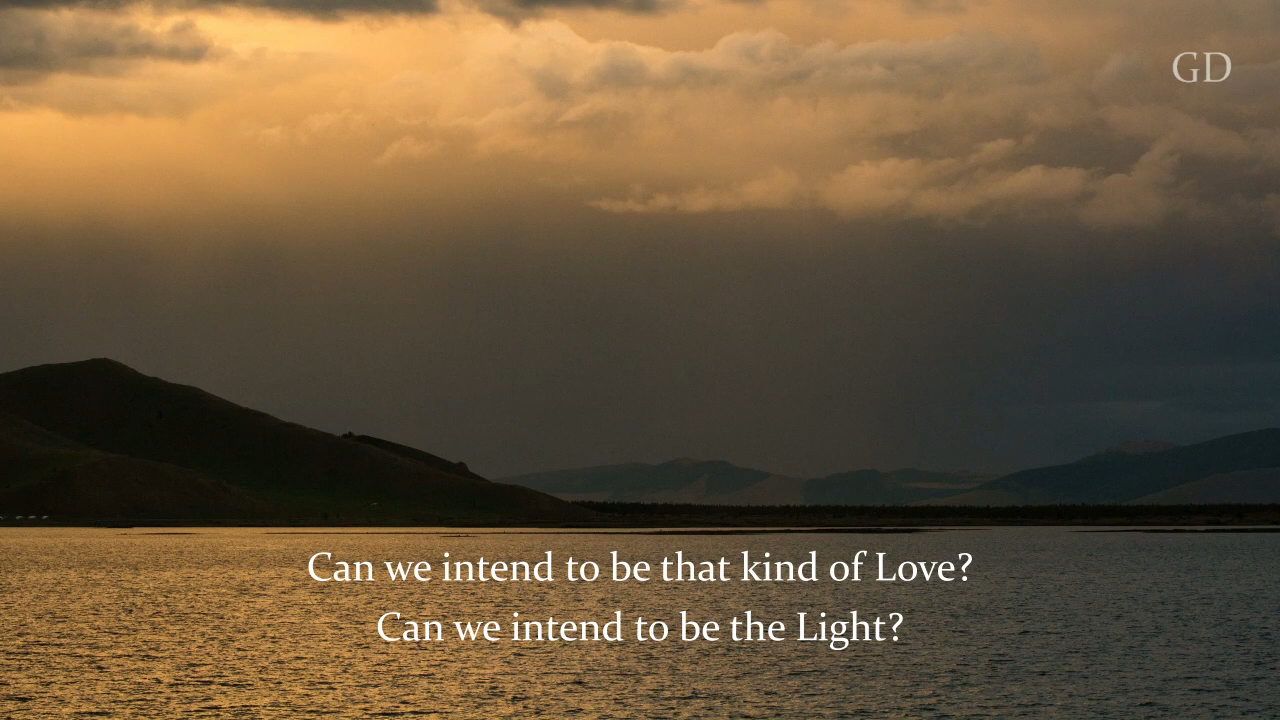 GD
Can we intend to be that kind of Love?
Can we intend to be the Light?